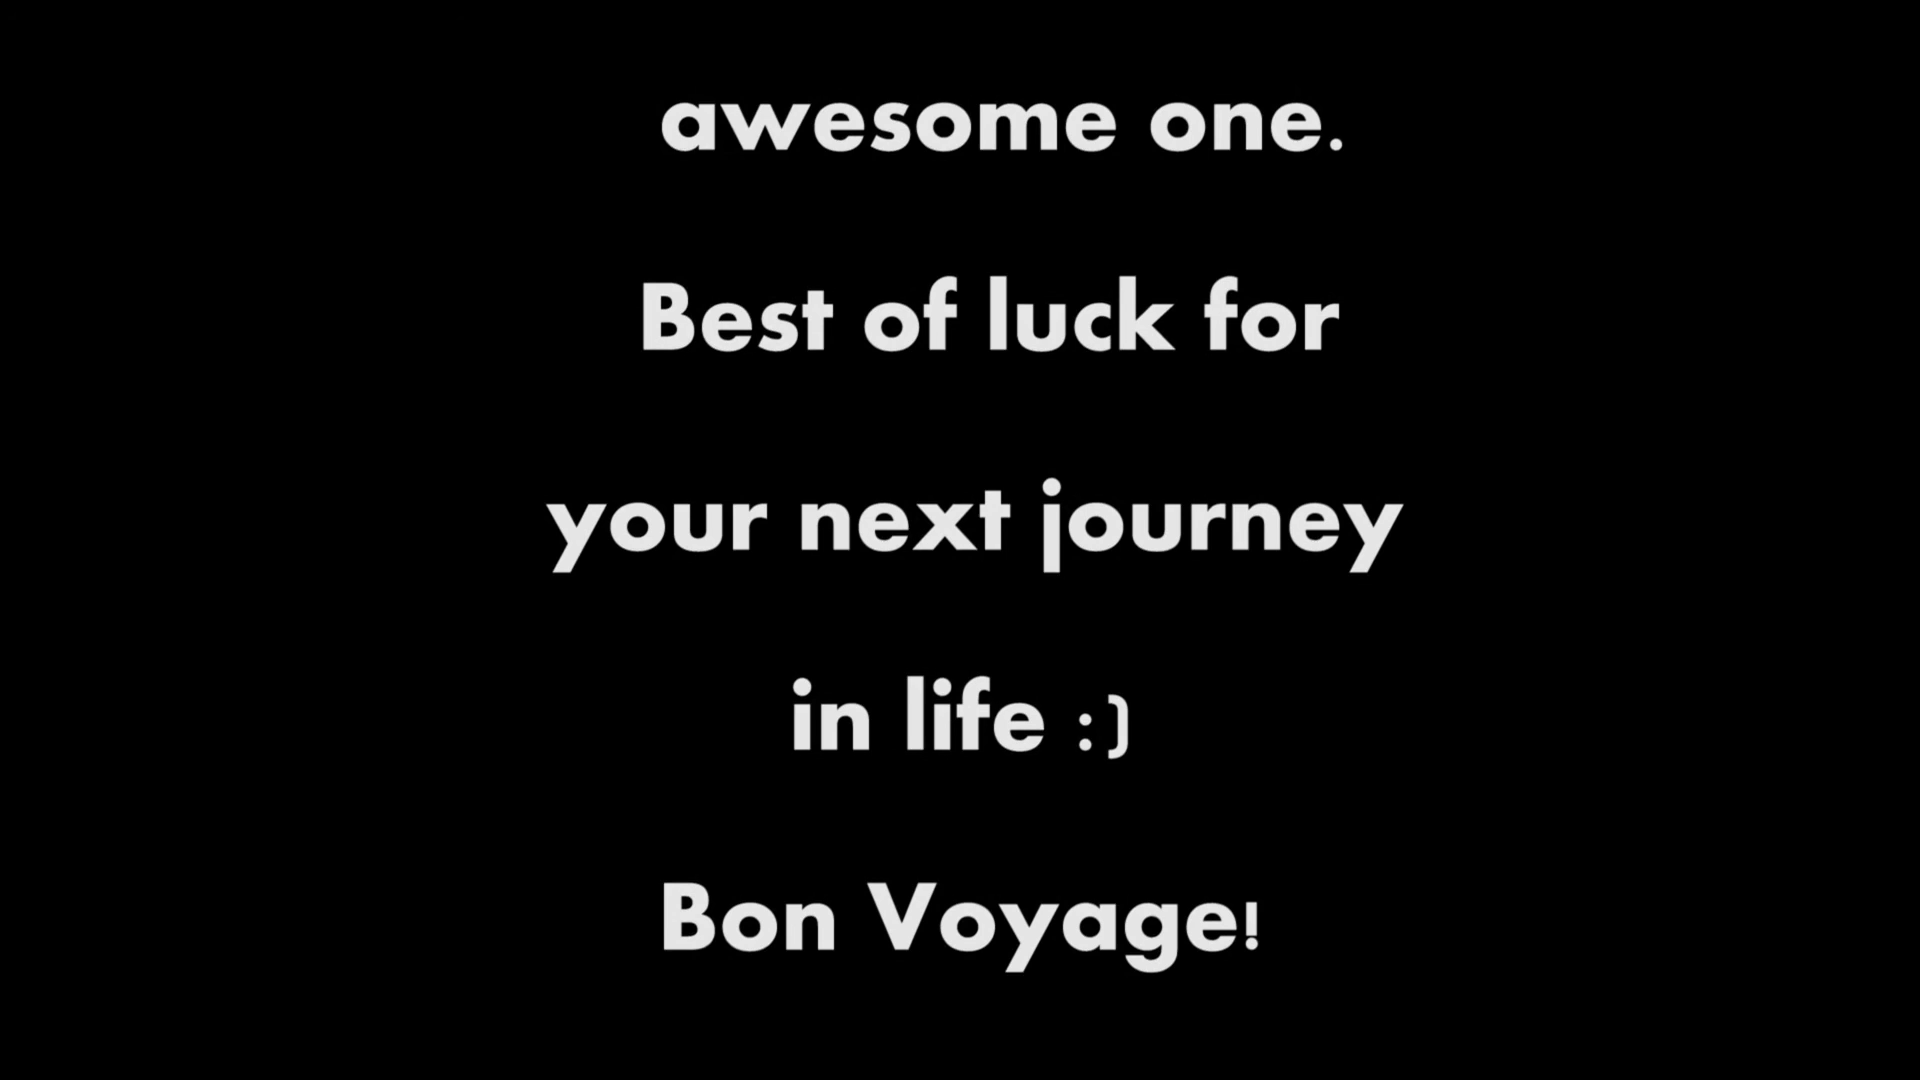 awesome one.
Best of luck for
your next journey
in life :)
Bon Voyage!